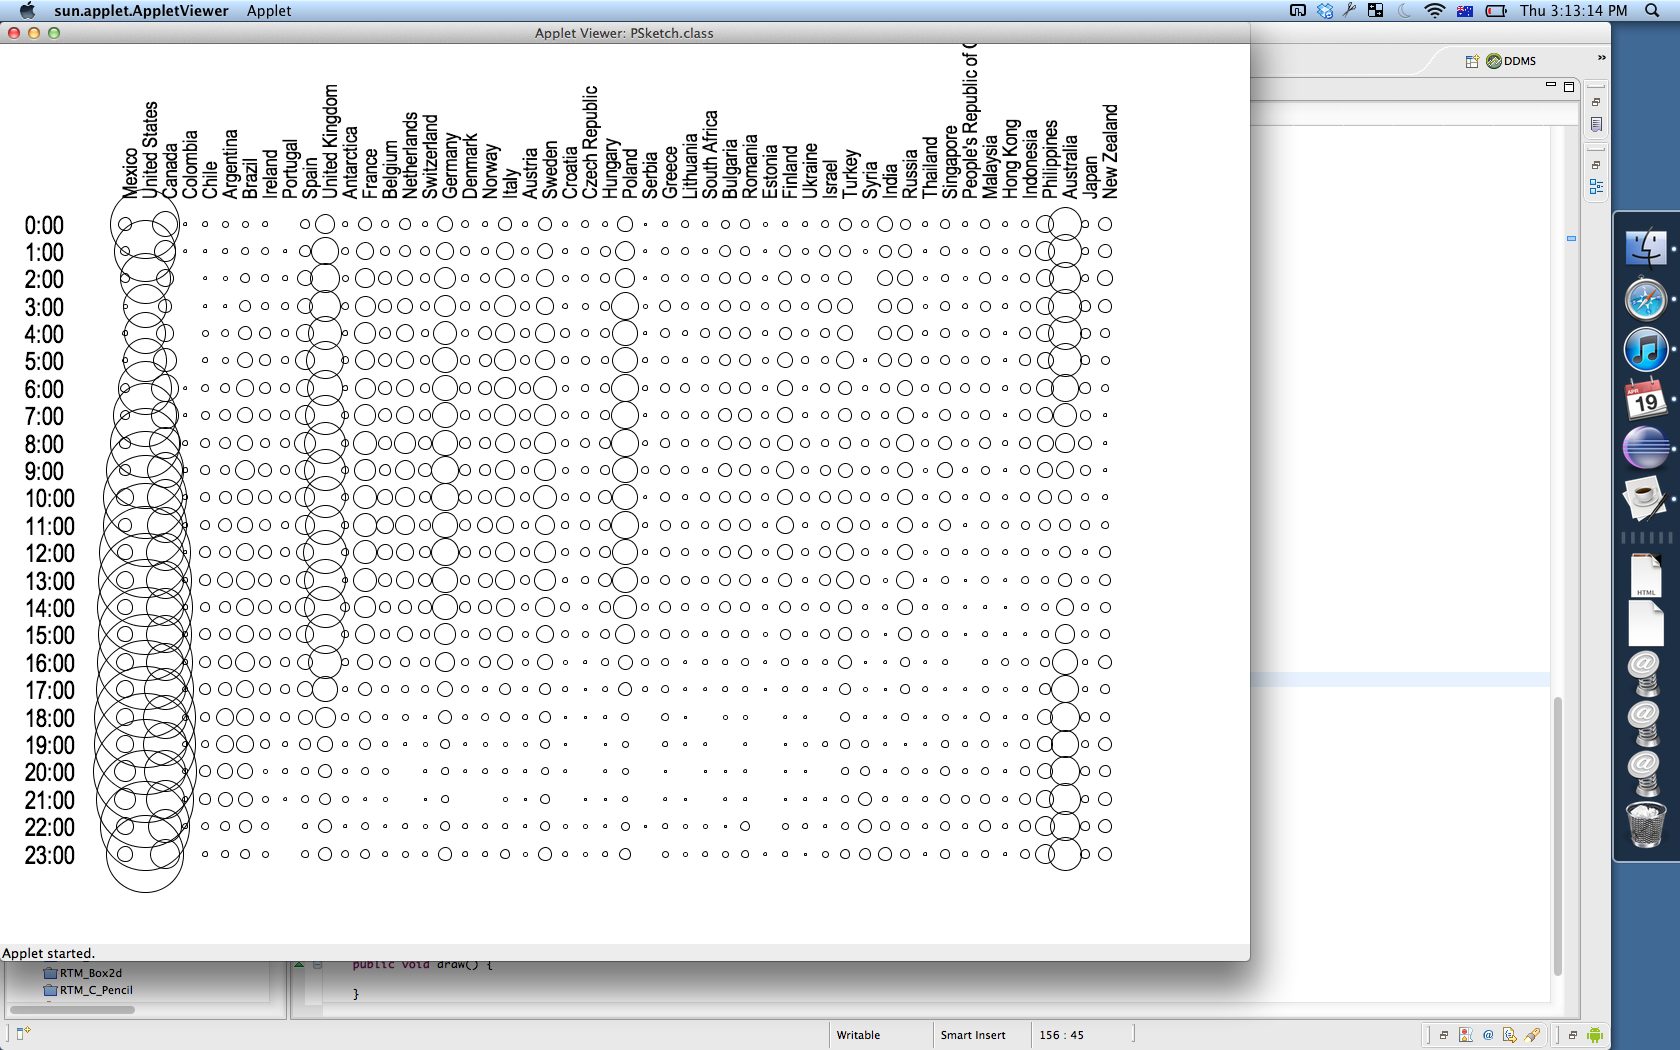 sun.applet.AppletViewer Applet
Thu 3:13:14 PM
Applet Viewer: PSketch.class
DDMS
Mexico
United States
Canada
Colombia
Chile
Argentina
Brazil
Ireland
Portugal
Spain
United Kingdom
Antarctica
France
Belgium
Netherlands
Switzerland
Germany
Denmark
Norway
Italy
Austria
Sweden
Croatia
Czech Republic
Hungary
Poland
Serbia
Greece
Lithuania
South Africa
Bulgaria
Romania
Estonia
Finland
Ukraine
Israel
Turkey
Syria
India
Russia
Thailand
Singapore
People's Republic of
Malaysia
Hong Kong
Indonesia
Philippines
Australia
Japan
New Zealand
0:00
1:00
2:00
3:00
4:00
5:00
6:00
7:00
8:00
9:00
10:00
11:00
12:00
13:00
14:00
15:00
16:00
17:00
18:00
19:00
20:00
21:00
22:00
23:00
APR
19
HTML
Applet started.
RTM_Box2d
RTM_C_Pencil
public void draw() {
}
Writable
Smart Insert
156 : 45